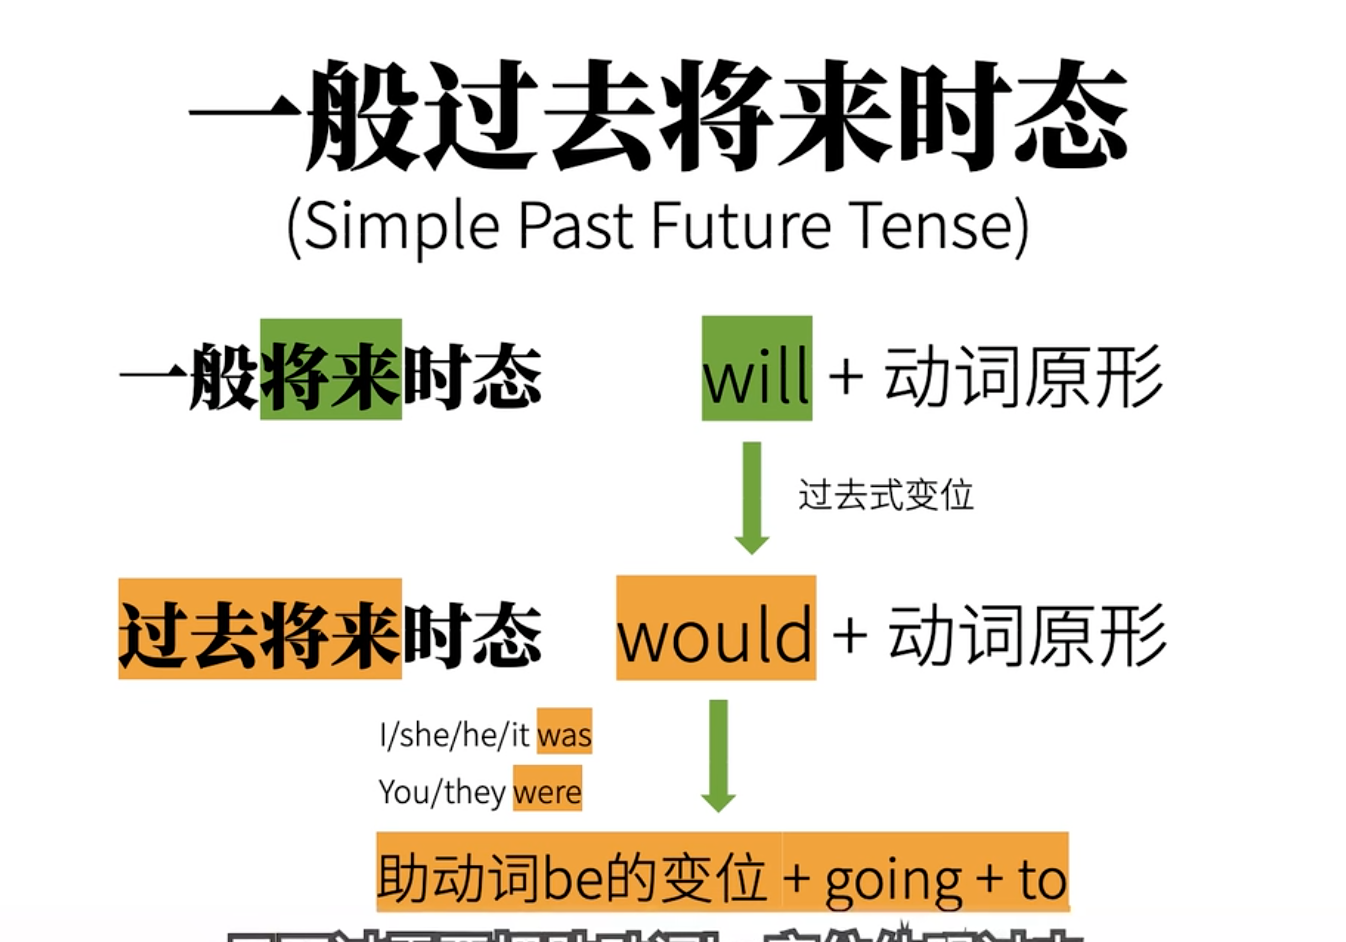 一般过去将来时态
(Simple Past Future Tense)
一般将来时态 will + 动词原形
过去式变位
过去将来时态 would + 动词原形
I/she/he/it was
You/they were
助动词be的变位 + going + to